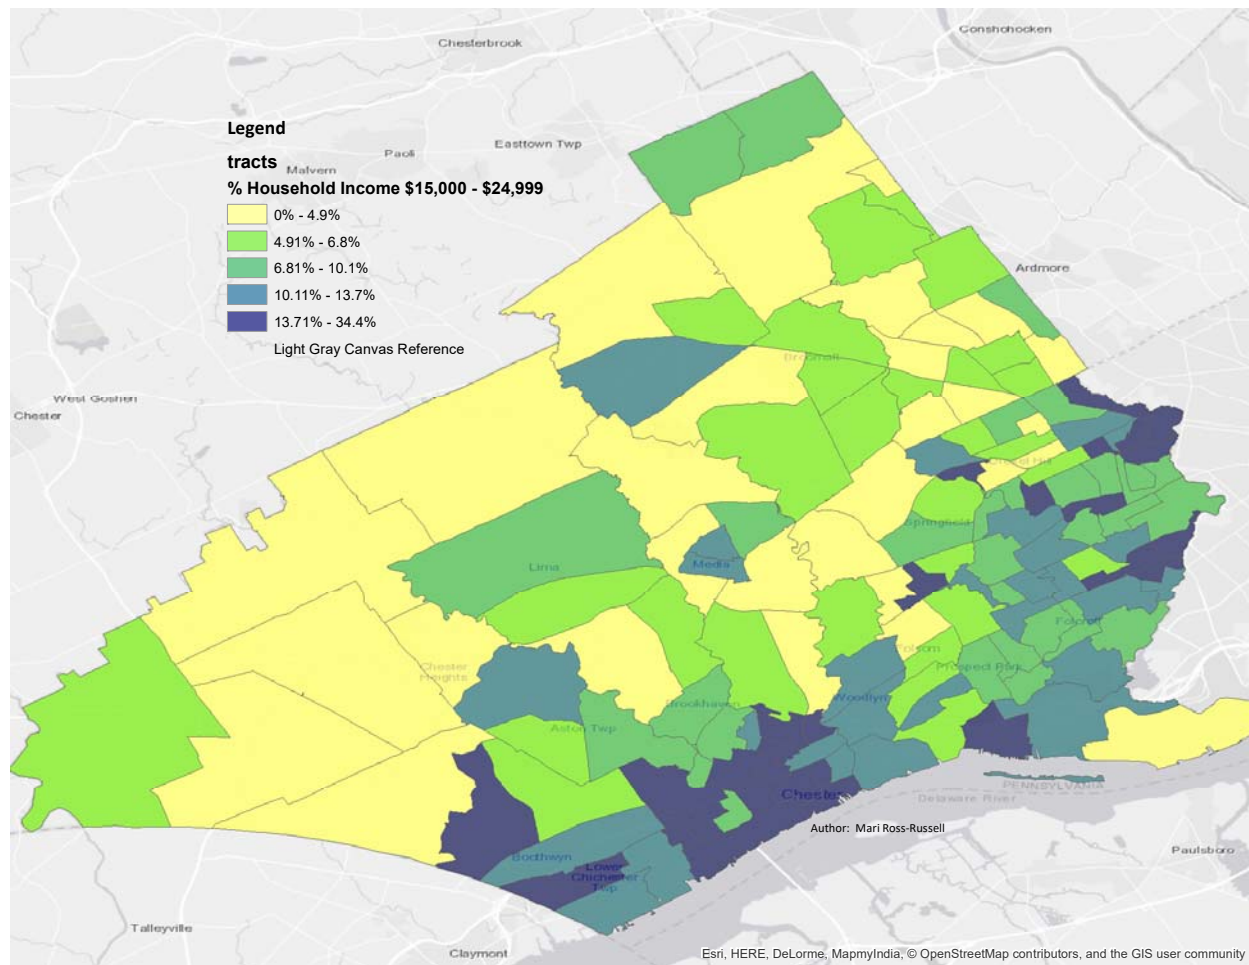 Conshohocken
Chesterbrook
Legend
Easttown Twp
Paoli
tracts
Malvern
% Household Income $15,000 - $24,999
0% - 4.9%
4.91% - 6.8%
6.81% - 10.1%
Ardmore
10.11% - 13.7%
13.71% - 34.4%
Light Gray Canvas Reference
Broomall
West Goshen
Chester
Drexel Hill
Springfield
Lima
Media
Folcroft
Folsom
Chester
Heights
Prospect Park
Woodlyn
Brookhaven
Aston Twp
PENNSYLVANIA
Chester
Delaware River
Author: Mari Ross-Russell
Paulsboro
Boothwyn
Lower
Chichester
Twp
Talleyville
Claymont
Esri, HERE, DeLorme, MapmyIndia, © OpenStreetMap contributors, and the GIS user community